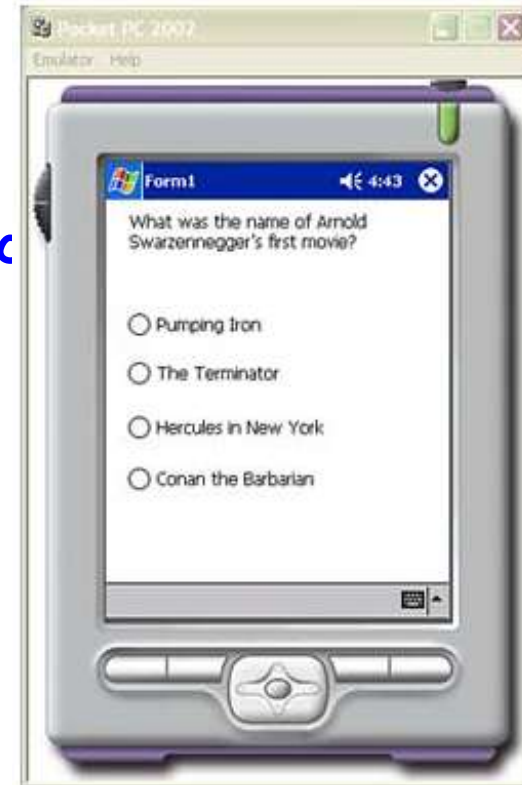 Pocket PC 2002
Emulator Help
Form1 4:43
What was the name of Arnold
Swarzennegger's first movie?
Pumping Iron
The Terminator
Hercules in New York
Conan the Barbarian